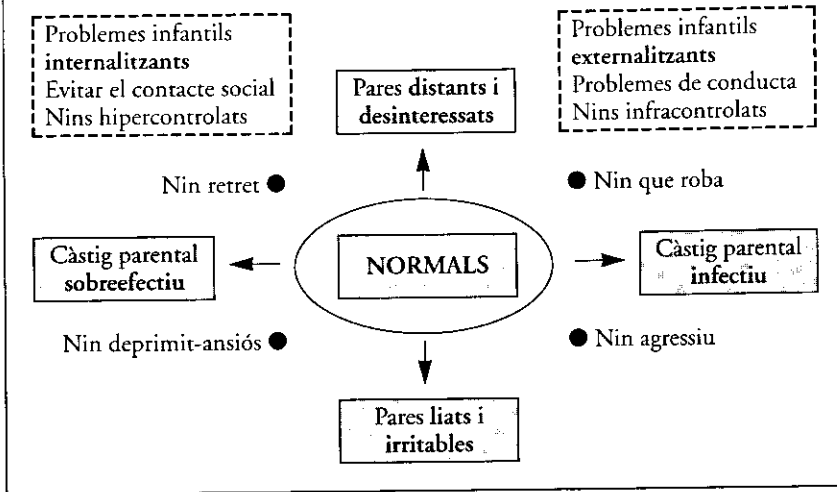 Problemes infantils
internalitzants
Evitar el contacte social
Nins hipercontrolats
Problemes infantils
externalitzants
Problemes de conducta
Nins infracontrolats
Pares distants i
desinteressats
Nin retret
Nin que roba
Càstig parental
sobreefectiu
NORMALS
Càstig parental
infectiu
Nin deprimit-ansiós
Nin agressiu
Pares liats i
irritables